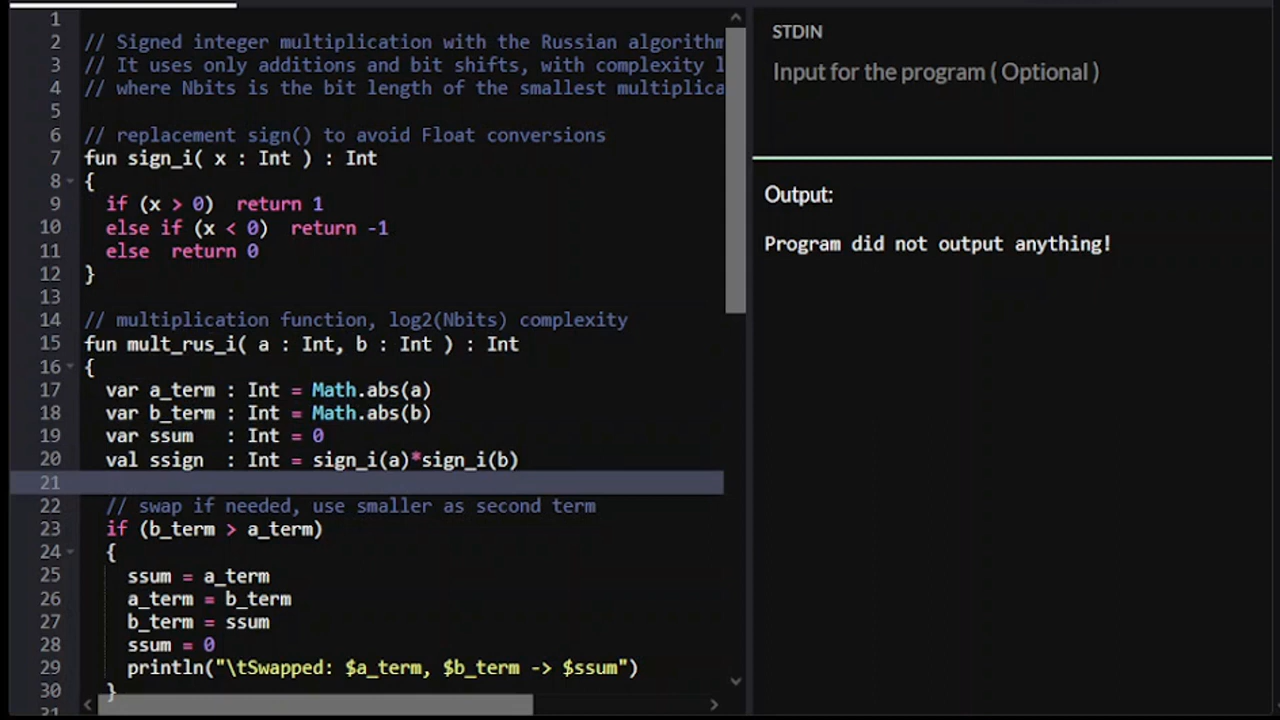 1
2 // Signed integer multiplication with the Russian algorithm
3 // It uses only additions and bit shifts, with complexity l
4 // where Nbits is the bit length of the smallest multiplica
5
6 // replacement sign() to avoid Float conversions
7 fun sign_i( x : Int ) : Int
8 {
9 if (x > 0) return 1
10 else if (x < 0) return -1
11 else return 0
12 }
13
14 // multiplication function, log2(Nbits) complexity
15 fun mult_rus_i( a : Int, b : Int ) : Int
16 {
17 var a_term : Int = Math.abs(a)
18 var b_term : Int = Math.abs(b)
19 var ssum : Int = 0
20 val ssign : Int = sign_i(a)*sign_i(b)
21
22 // swap if needed, use smaller as second term
23 if (b_term > a_term)
24 {
25 ssum = a_term
26 a_term = b_term
27 b_term = ssum
28 ssum = 0
29 println("\tSwapped: $a_term, $b_term -> $ssum")
30 }
31
STDIN
Input for the program ( Optional )
Output:
Program did not output anything!